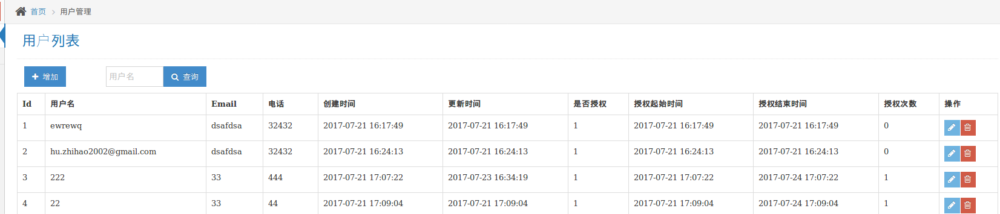 首页 > 用户管理
用户列表
增加 用户名 查询
Id 用户名 Email 电话 创建时间 更新时间 是否授权 授权起始时间 授权结束时间 授权次数 操作
1 ewrewq dsafdsa 32432 2017-07-21 16:17:49 2017-07-21 16:17:49 1 2017-07-21 16:17:49 2017-07-21 16:17:49 0
2 hu.zhihao2002@gmail.com dsafdsa 32432 2017-07-21 16:24:13 2017-07-21 16:24:13 1 2017-07-21 16:24:13 2017-07-21 16:24:13 0
3 222 33 444 2017-07-21 17:07:22 2017-07-23 16:34:19 1 2017-07-21 17:07:22 2017-07-24 17:07:22 1
4 22 33 44 2017-07-21 17:09:04 2017-07-21 17:09:04 1 2017-07-21 17:09:04 2017-07-24 17:09:04 1